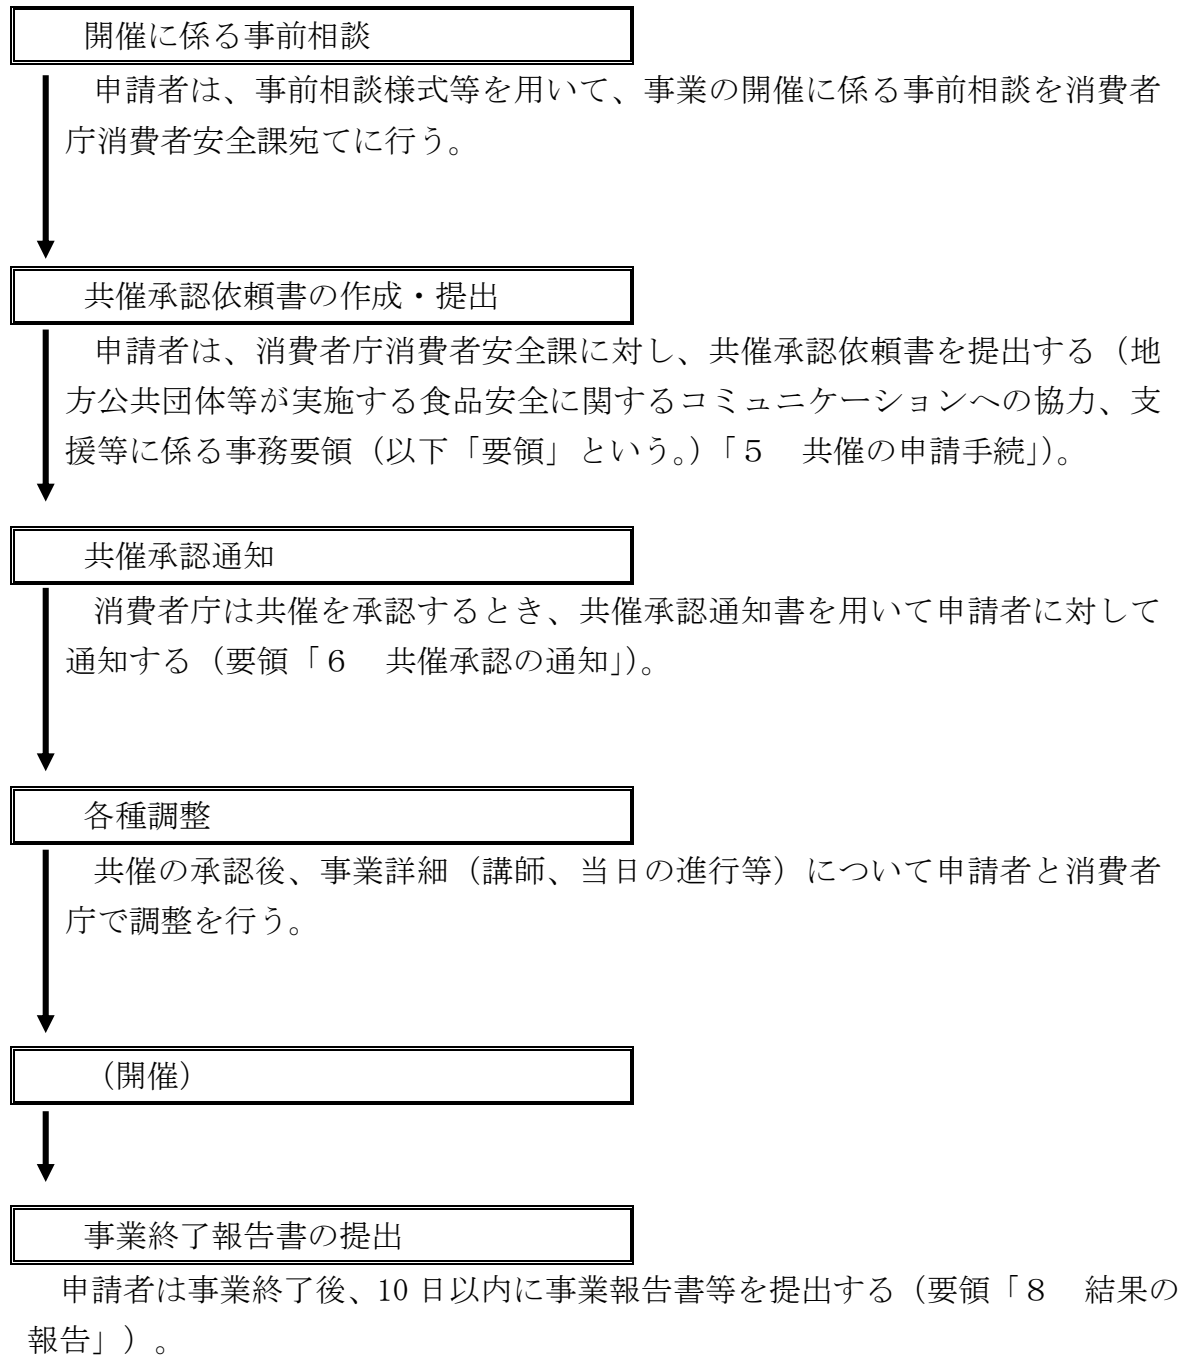 開催に係る事前相談
申請者は、事前相談様式等を用いて、事業の開催に係る事前相談を消費者
庁消費者安全課宛てに行う。
共催承認依頼書の作成・提出
申請者は、消費者庁消費者安全課に対し、共催承認依頼書を提出する（地
方公共団体等が実施する食品安全に関するコミュニケーションへの協力、支
援等に係る事務要領（以下「要領」という。）「５　共催の申請手続」）。
共催承認通知
消費者庁は共催を承認するとき、共催承認通知書を用いて申請者に対して
通知する（要領「６　共催承認の通知」）。
各種調整
共催の承認後、事業詳細（講師、当日の進行等）について申請者と消費者
庁で調整を行う。
（開催）
事業終了報告書の提出
申請者は事業終了後、10 日以内に事業報告書等を提出する（要領「８　結果の
報告」）。